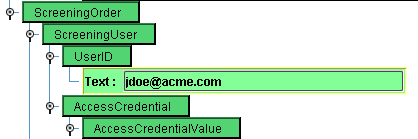 ScreeningOrder
ScreeningUser
UserID
Text : jdoe@acme.com
AccessCredential
AccessCredentialValue